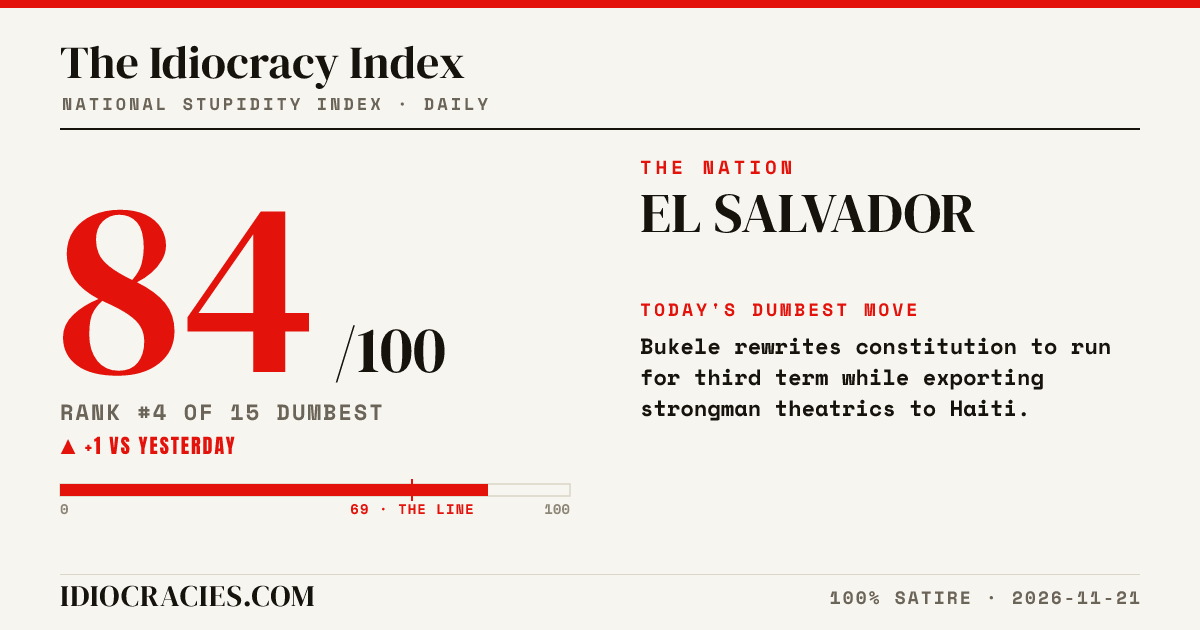 The Idiocracy Index
NATIONAL STUPIDITY INDEX · DAILY
84 /100
RANK #4 OF 15 DUMBEST
▲ +1 VS YESTERDAY
0
69 · THE LINE
100
THE NATION
EL SALVADOR
TODAY'S DUMBEST MOVE
Bukele rewrites constitution to run
for third term while exporting
strongman theatrics to Haiti.
IDIOCRACIES.COM
100% SATIRE · 2026-11-21